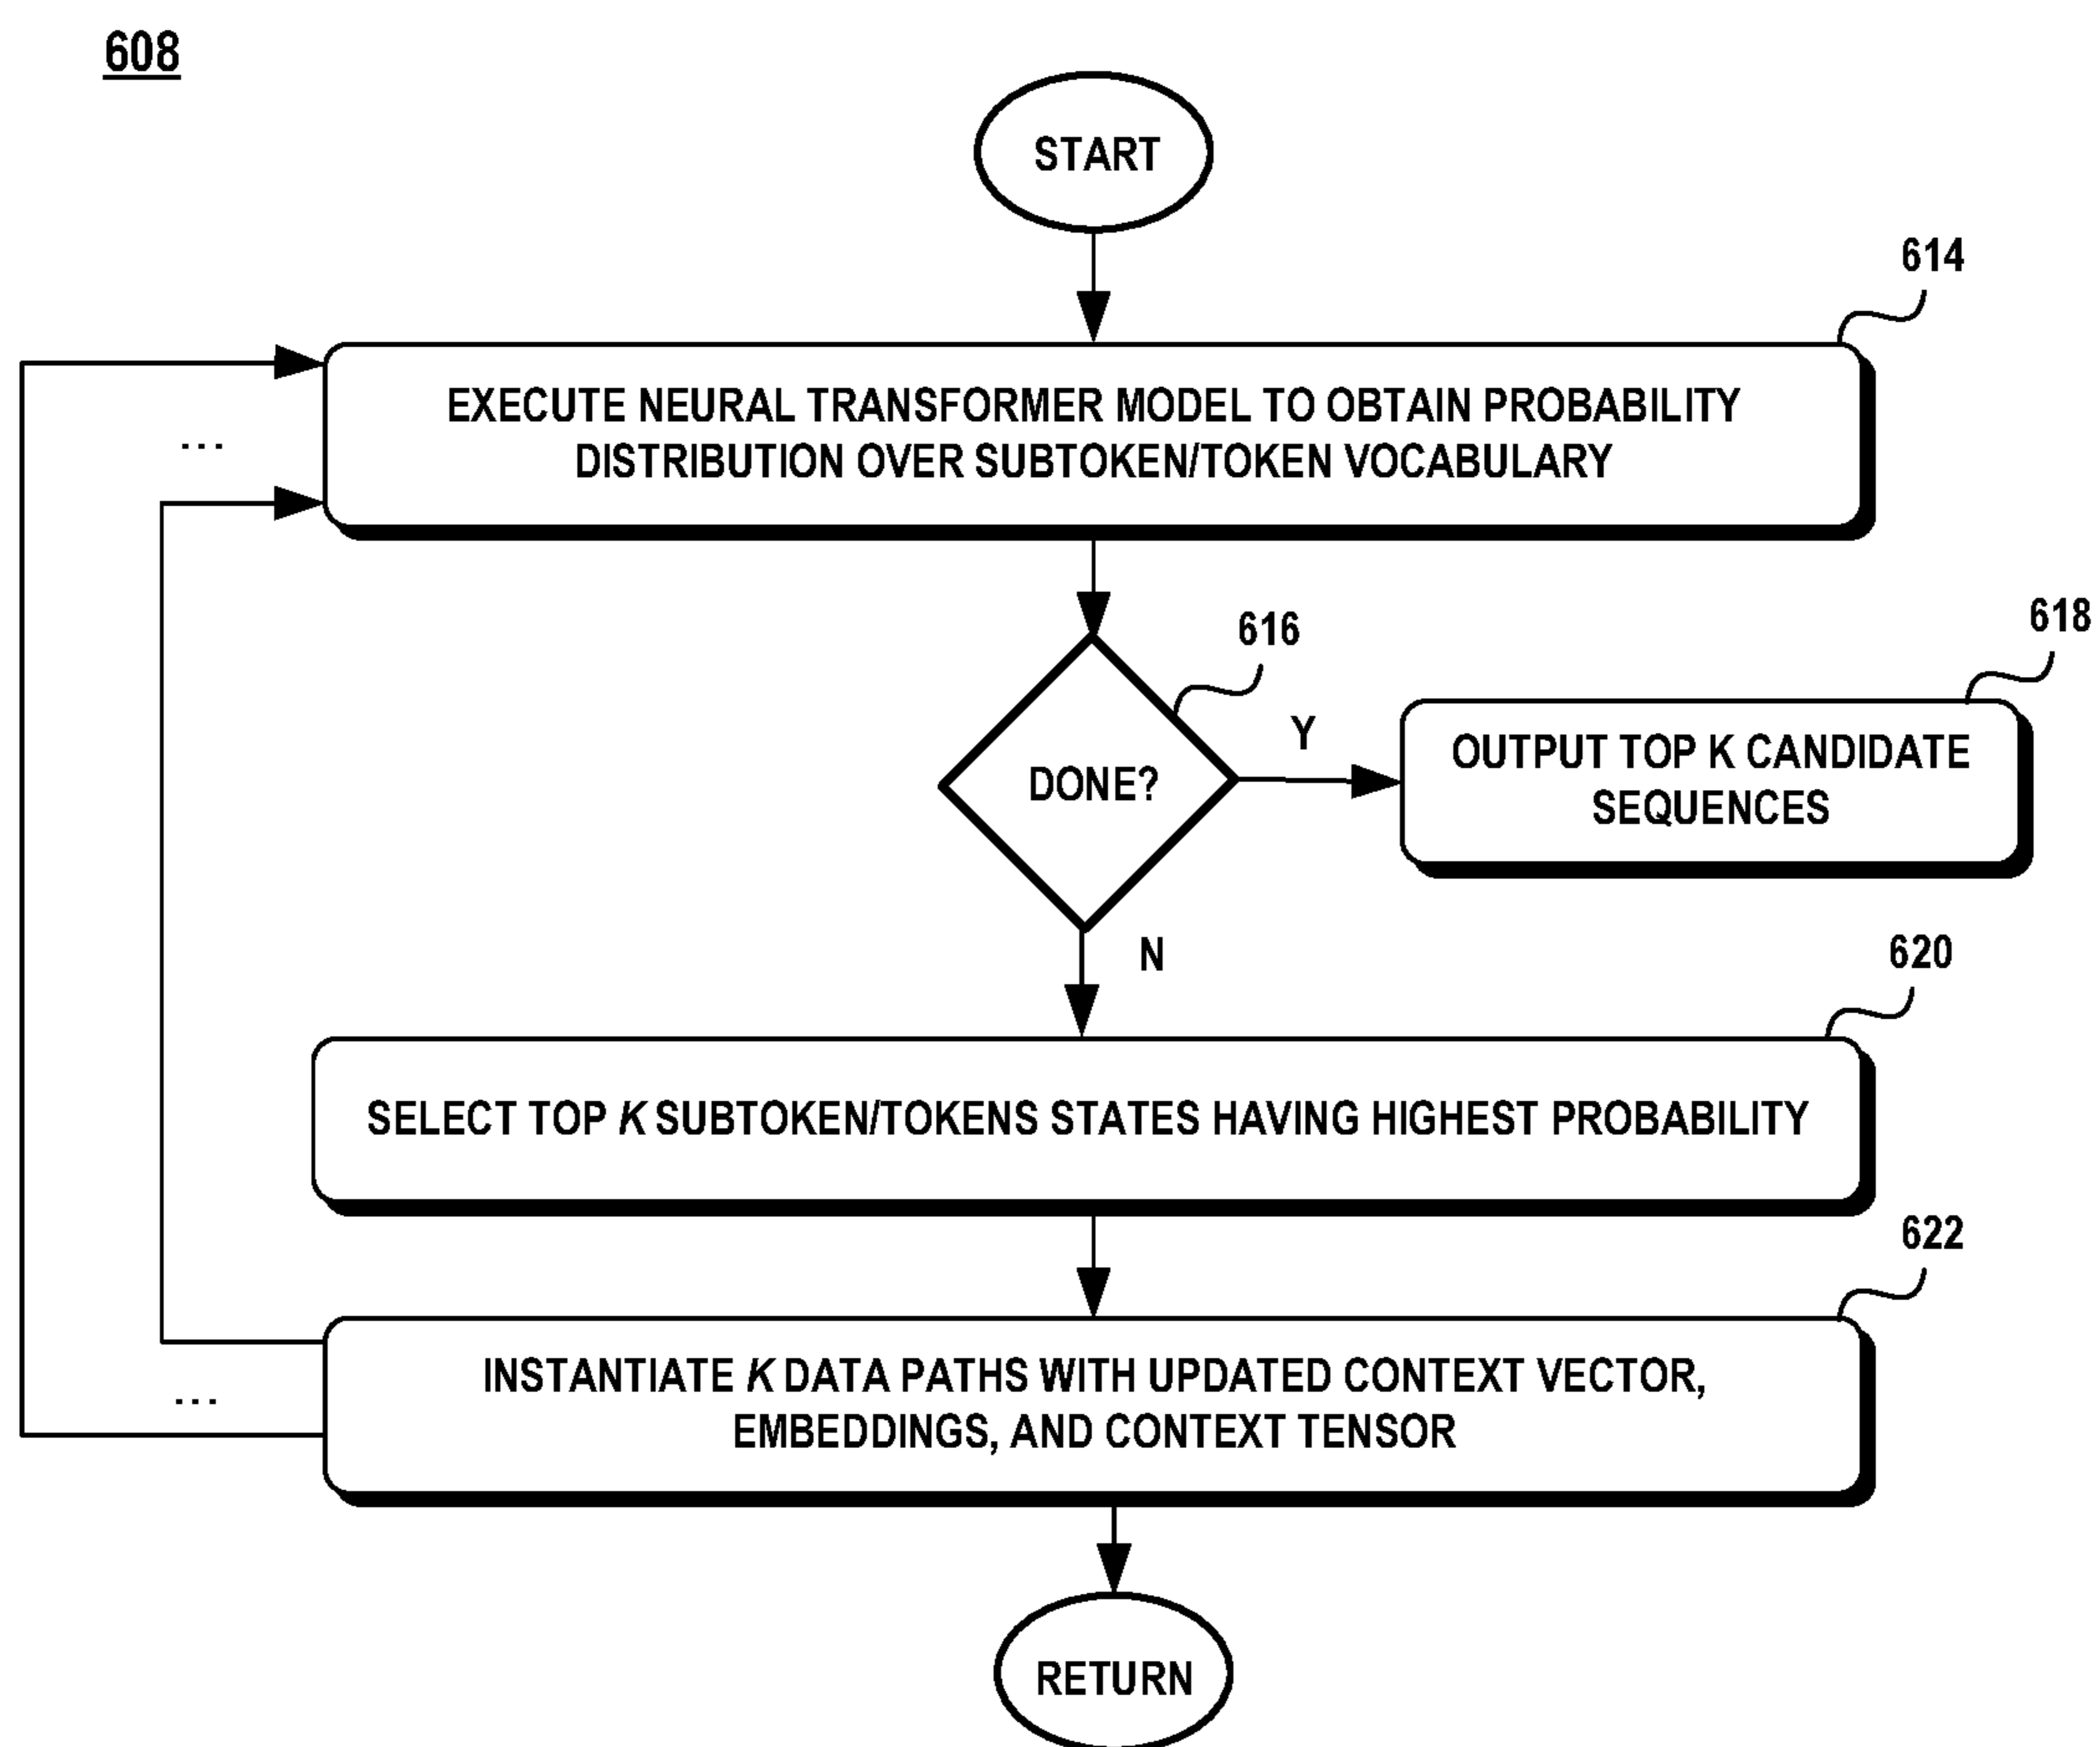 608
START
614
EXECUTE NEURAL TRANSFORMER MODEL TO OBTAIN PROBABILITY
DISTRIBUTION OVER SUBTOKEN/TOKEN VOCABULARY
...
616
618
DONE?
Y
OUTPUT TOP K CANDIDATE
SEQUENCES
N
620
SELECT TOP K SUBTOKEN/TOKENS STATES HAVING HIGHEST PROBABILITY
622
INSTANTIATE K DATA PATHS WITH UPDATED CONTEXT VECTOR,
EMBEDDINGS, AND CONTEXT TENSOR
...
RETURN